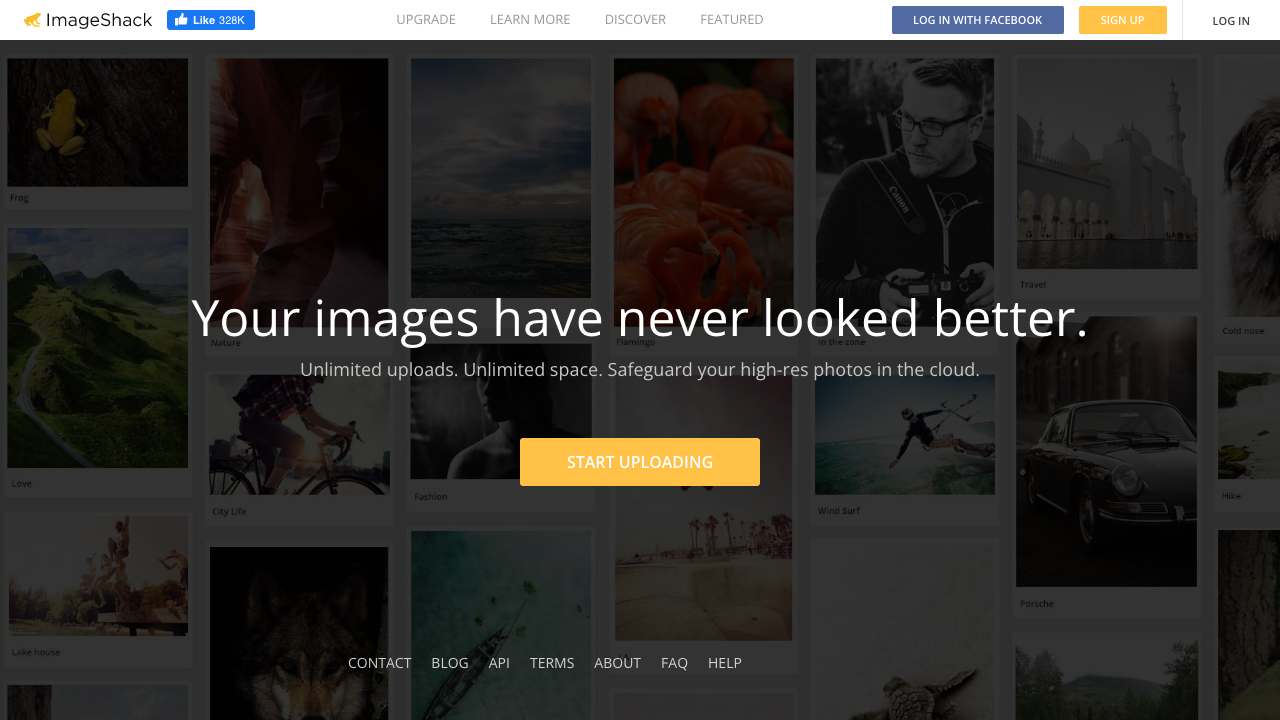 ImageShack
Like 328K
UPGRADE
LEARN MORE
DISCOVER
FEATURED
LOG IN WITH FACEBOOK
SIGN UP
LOG IN
Frog
Canon
Travel
Nature
Flamingo
In the zone
Cold nose
Your images have never looked better.
Unlimited uploads. Unlimited space. Safeguard your high-res photos in the cloud.
START UPLOADING
Love
Fashion
City Life
Wind Surf
Hike
Porsche
Lake house
CONTACT
BLOG
API
TERMS
ABOUT
FAQ
HELP